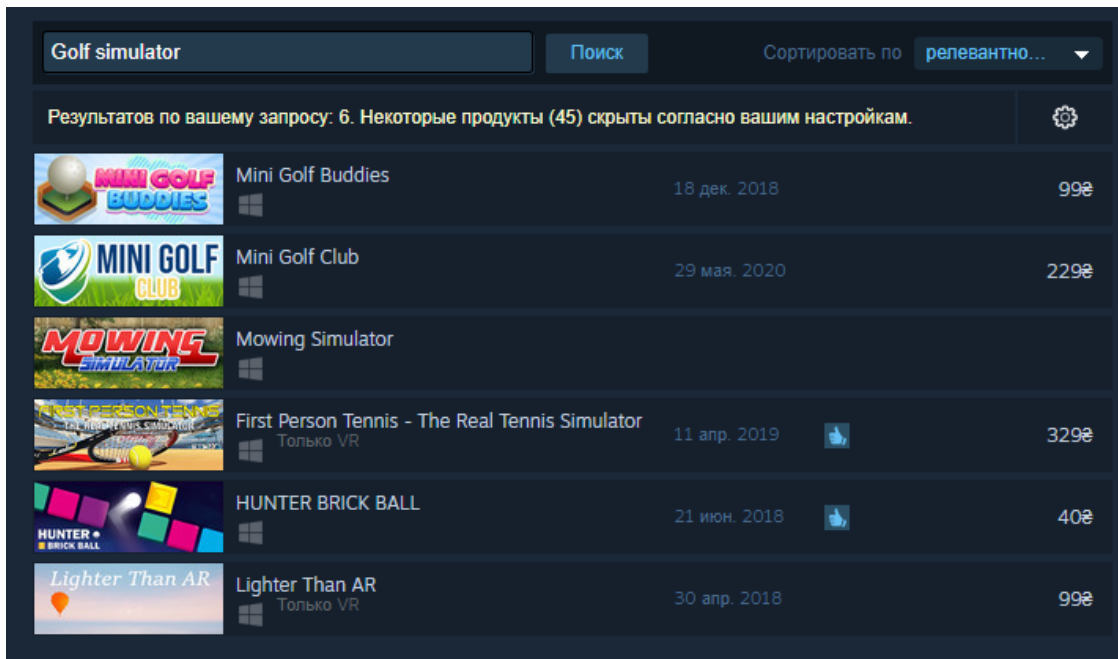 Golf simulator Поиск Сортировать по релевантно...
Результатов по вашему запросу: 6. Некоторые продукты (45) скрыты согласно вашим настройкам.
MINI GOLF
BUDDIES
Mini Golf Buddies
18 дек. 2018 99₴
MINI GOLF
CLUB
Mini Golf Club
29 мая. 2020 229₴
MOWING
SIMULATOR
Mowing Simulator
FIRST PERSON TENNIS
THE REAL TENNIS SIMULATOR
First Person Tennis - The Real Tennis Simulator
Только VR
11 апр. 2019 329₴
HUNTER
BRICK BALL
HUNTER BRICK BALL
21 июн. 2018 40₴
Lighter Than AR
Lighter Than AR
Только VR
30 апр. 2018 99₴